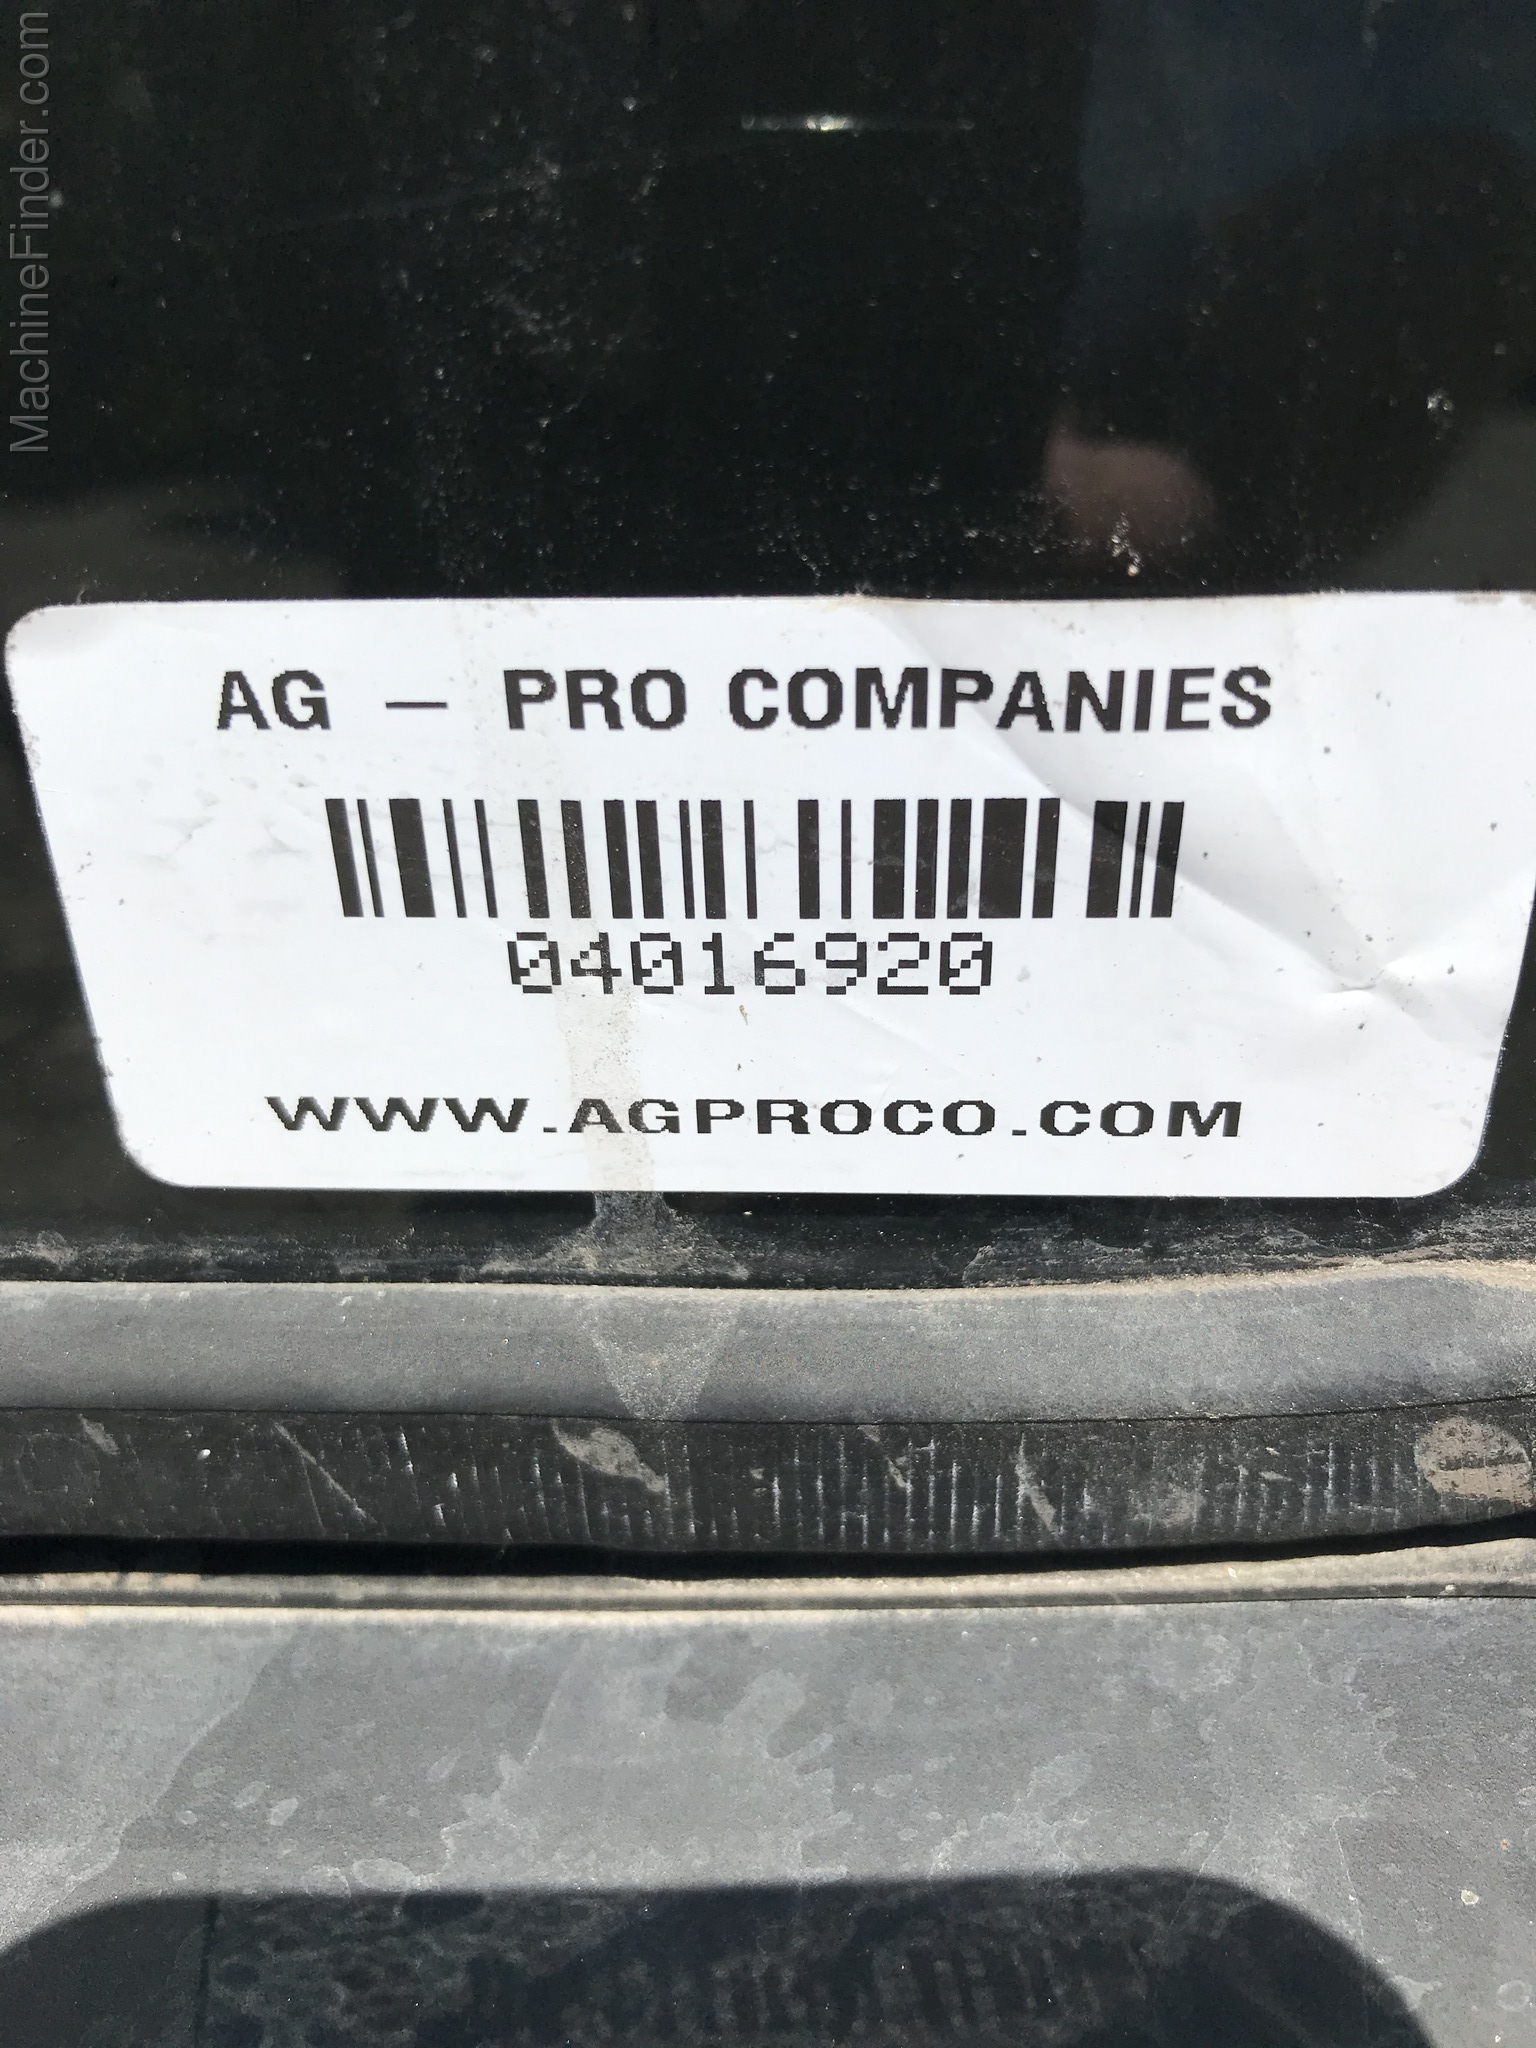 MachineFinder.com
AG - PRO COMPANIES
04016920
WWW.AGPROCO.COM